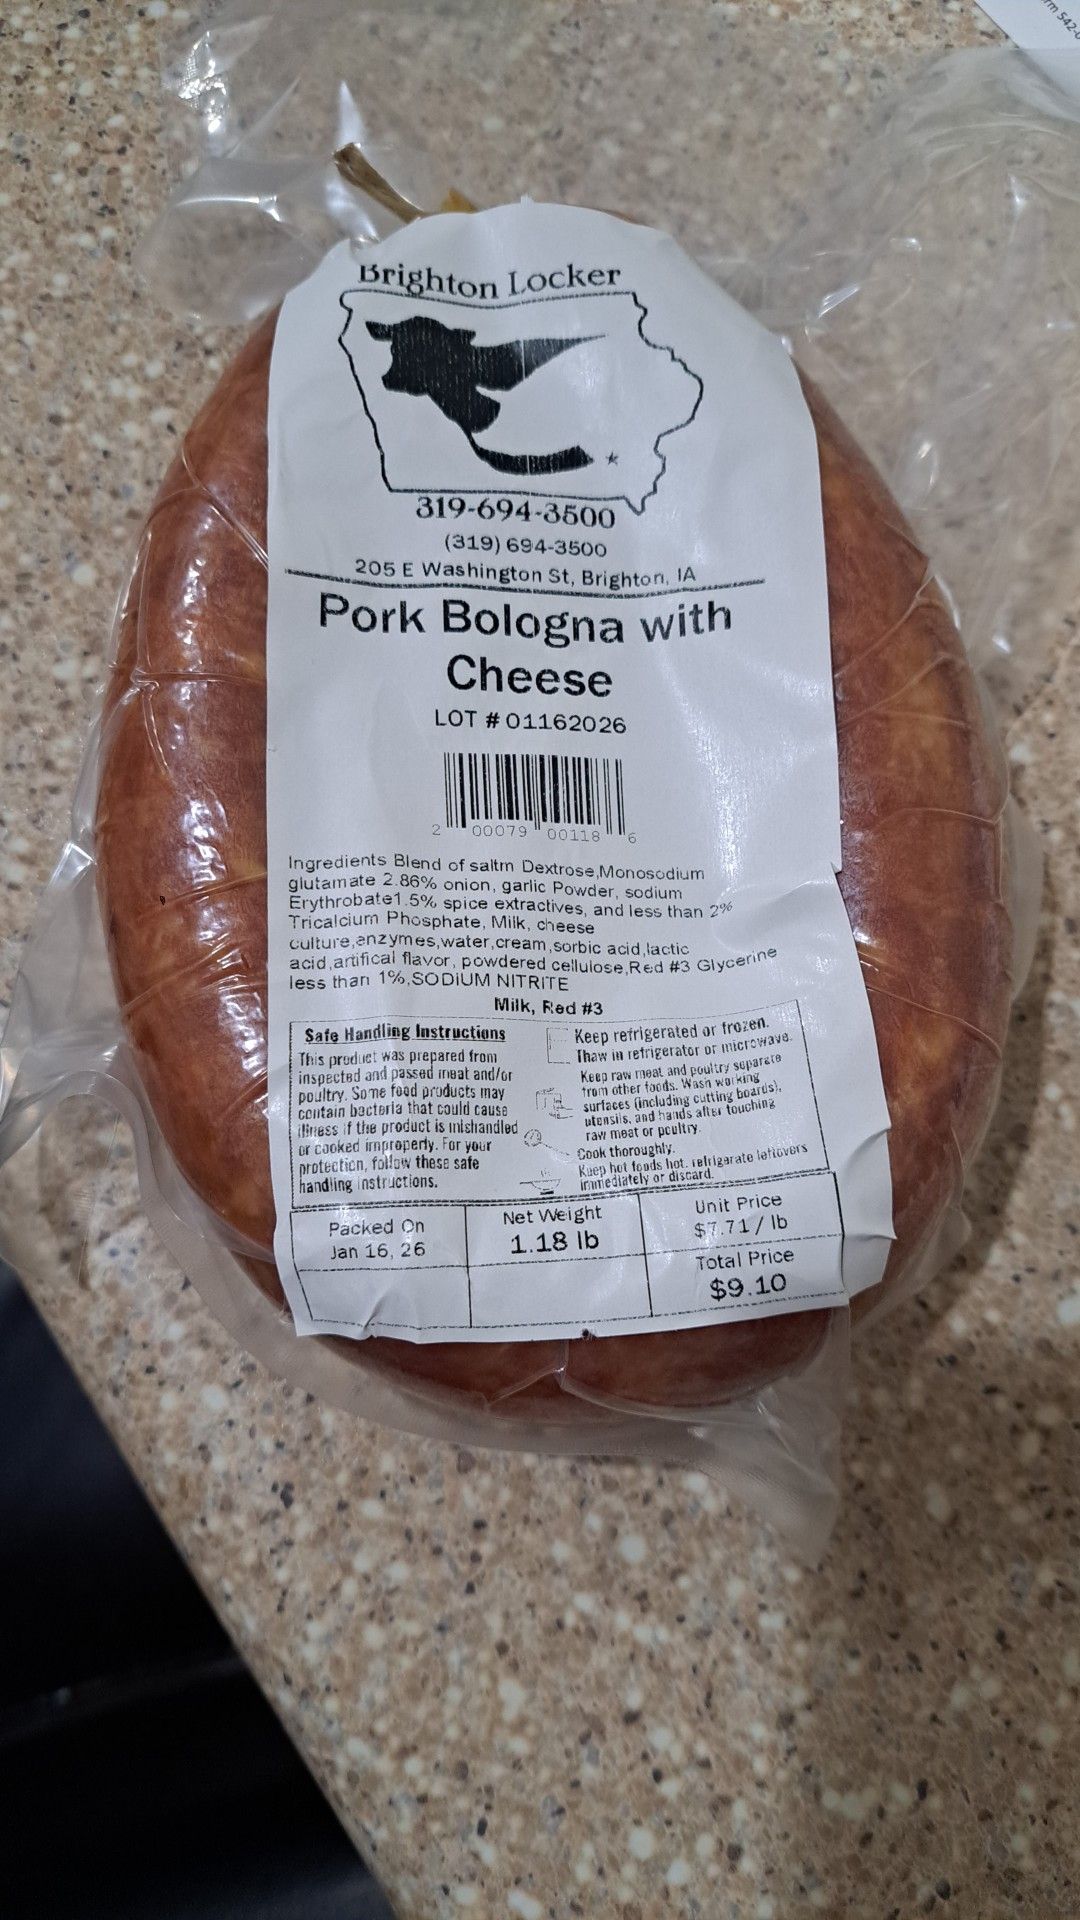 rm 542-0
Brighton Locker
319-694-3500
(319) 694-3500
205 E Washington St, Brighton, IA
Pork Bologna with
Cheese
LOT # 01162026
2 00079 00118 6
Ingredients Blend of saltm Dextrose,Monosodium
glutamate 2.86% onion, garlic Powder, sodium
Erythrobate1.5% spice extractives, and less than 2%
Tricalcium Phosphate, Milk, cheese
culture,enzymes,water,cream,sorbic acid,lactic
acid,artifical flavor, powdered cellulose,Red #3 Glycerine
less than 1%,SODiUM NITRITE
Milk, Red #3
Safe Handling Instructions
This product was prepared from
inspected and passed meat and/or
poultry. Some food products may
contain bacteria that could cause
illness if the product is mishandled
or cooked improperly. For your
protection, follow these safe
handling instructions.
Keep refrigerated or frozen.
Thaw in refrigerator or microwave.
Keep raw meat and poultry separate
from other foods. Wash working
surfaces (including cutting boards),
utensils, and hands after touching
raw meat or poultry.
Cook thoroughly.
Keep hot foods hot. refrigerate leftovers
immediately or discard.
Packed On
Jan 16, 26
Net Weight
1.18 lb
Unit Price
$7.71 / lb
Total Price
$9.10